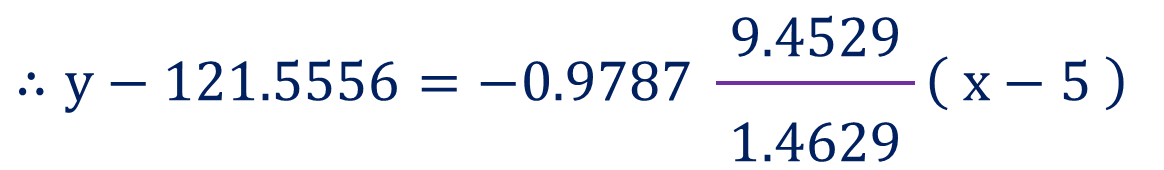 ∴ y − 121.5556 = −0.9787 9.4529/1.4629 ( x − 5 )